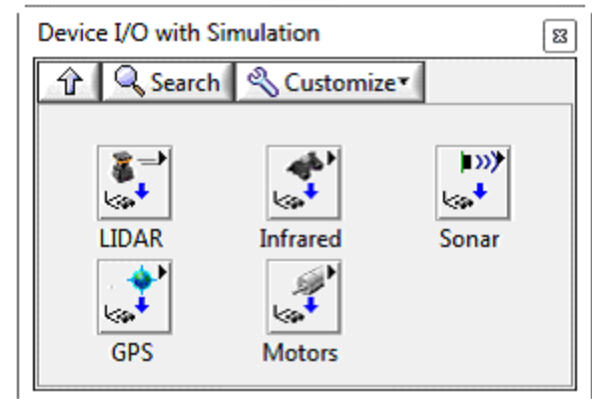 Device I/O with Simulation
Search Customize
LIDAR Infrared Sonar
GPS Motors